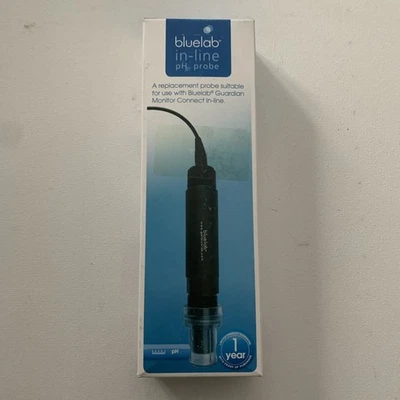 bluelab®
in-line
pH probe
A replacement probe suitable
for use with Bluelab® Guardian
Monitor Connect In-line.
bluelab®
pH
1
year